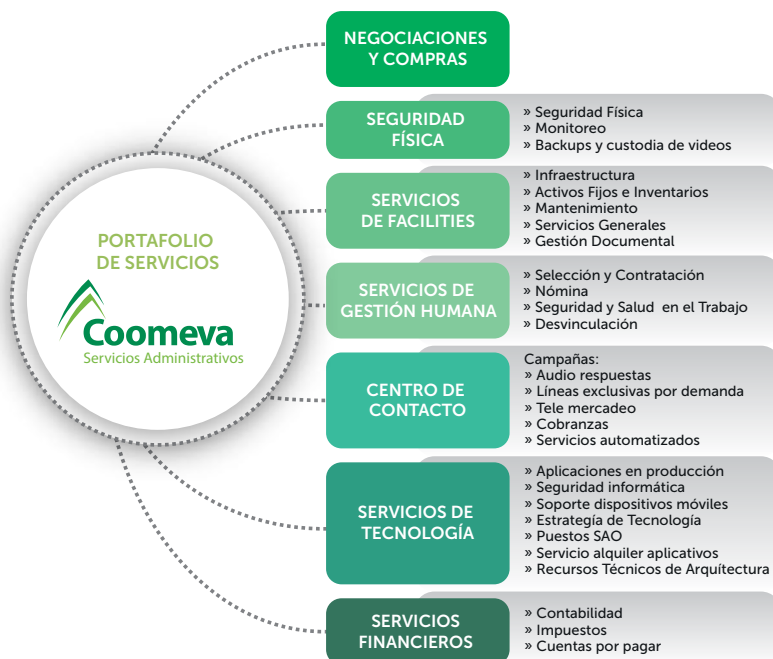 NEGOCIACIONES
Y COMPRAS
SEGURIDAD
FÍSICA
» Seguridad Física
» Monitoreo
» Backups y custodia de videos
SERVICIOS
DE FACILITIES
» Infraestructura
» Activos Fijos e Inventarios
» Mantenimiento
» Servicios Generales
» Gestión Documental
PORTAFOLIO
DE SERVICIOS
Coomeva
Servicios Administrativos
SERVICIOS DE
GESTIÓN HUMANA
» Selección y Contratación
» Nómina
» Seguridad y Salud en el Trabajo
» Desvinculación
CENTRO DE
CONTACTO
Campañas:
» Audio respuestas
» Líneas exclusivas por demanda
» Tele mercadeo
» Cobranzas
» Servicios automatizados
SERVICIOS DE
TECNOLOGÍA
» Aplicaciones en producción
» Seguridad informática
» Soporte dispositivos móviles
» Estrategía de Tecnología
» Puestos SAO
» Servicio alquiler aplicativos
» Recursos Técnicos de Arquítectura
SERVICIOS
FINANCIEROS
» Contabilidad
» Impuestos
» Cuentas por pagar